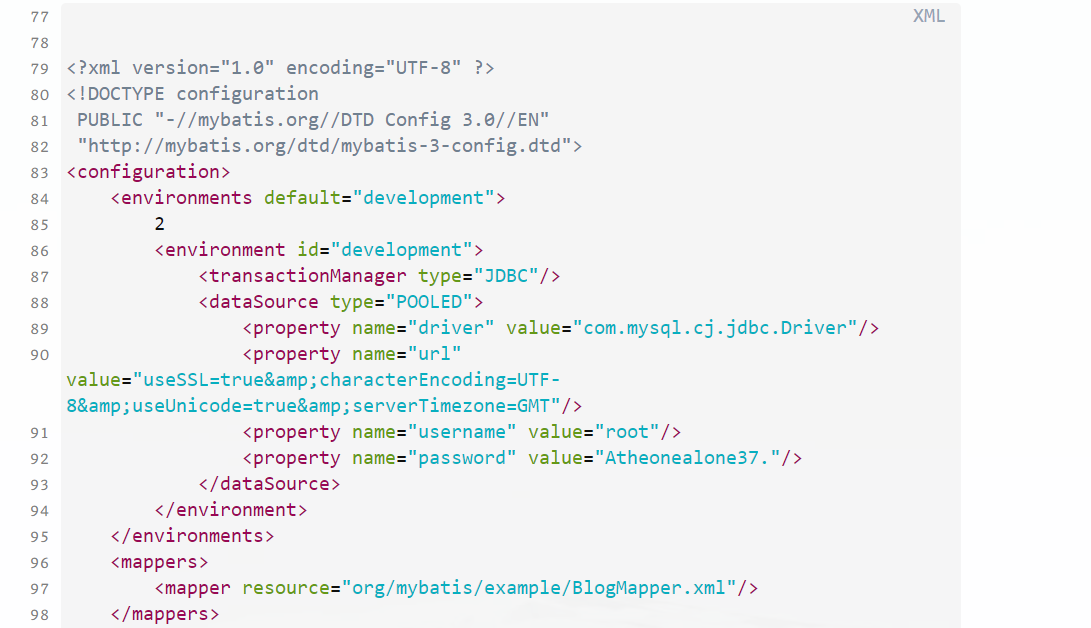 77 XML
78
79 <?xml version="1.0" encoding="UTF-8" ?>
80 <!DOCTYPE configuration
81  PUBLIC "-//mybatis.org//DTD Config 3.0//EN"
82  "http://mybatis.org/dtd/mybatis-3-config.dtd">
83 <configuration>
84     <environments default="development">
85         2
86         <environment id="development">
87             <transactionManager type="JDBC"/>
88             <dataSource type="POOLED">
89                 <property name="driver" value="com.mysql.cj.jdbc.Driver"/>
90                 <property name="url"
value="useSSL=true&amp;characterEncoding=UTF-
8&amp;useUnicode=true&amp;serverTimezone=GMT"/>
91                 <property name="username" value="root"/>
92                 <property name="password" value="Atheonealone37."/>
93             </dataSource>
94         </environment>
95     </environments>
96     <mappers>
97         <mapper resource="org/mybatis/example/BlogMapper.xml"/>
98     </mappers>